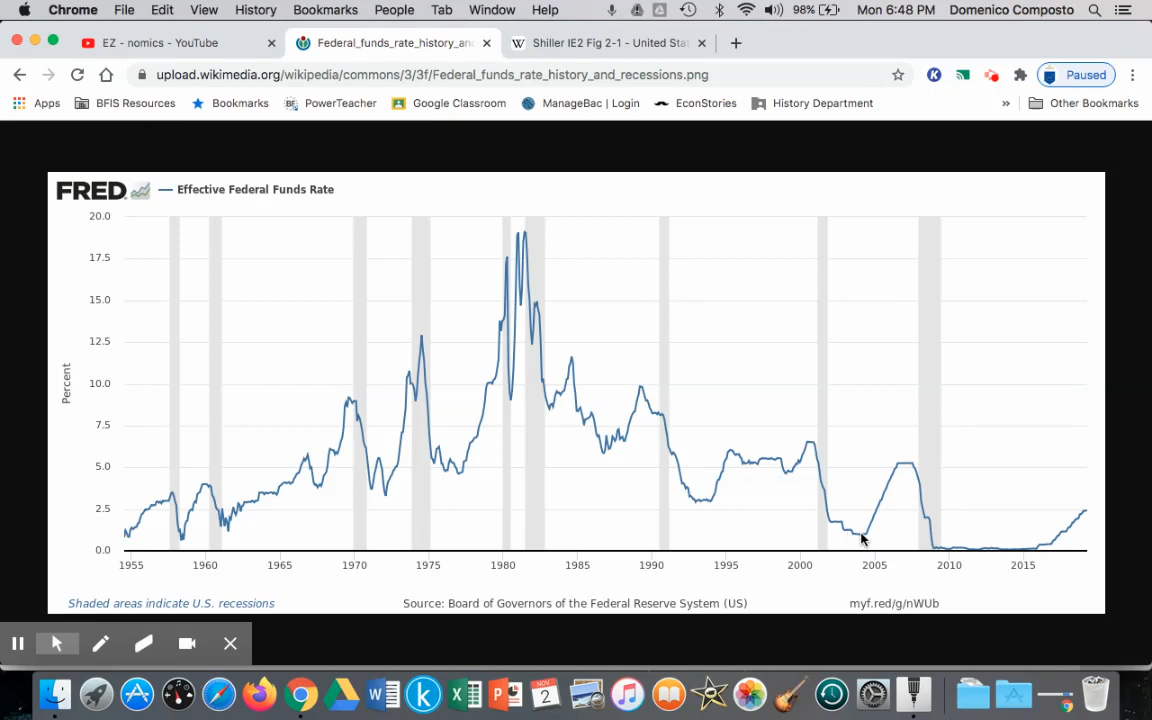 Chrome File Edit View History Bookmarks People Tab Window Help 98% Mon 6:48 PM Domenico Composto
EZ - nomics - YouTube Federal_funds_rate_history_and Shiller IE2 Fig 2-1 - United Stat
upload.wikimedia.org/wikipedia/commons/3/3f/Federal_funds_rate_history_and_recessions.png Paused
Apps BFIS Resources Bookmarks PowerTeacher Google Classroom ManageBac | Login EconStories History Department » Other Bookmarks
FRED Effective Federal Funds Rate
20.0
17.5
15.0
12.5
10.0
7.5
5.0
2.5
0.0
Percent
1955 1960 1965 1970 1975 1980 1985 1990 1995 2000 2005 2010 2015
Shaded areas indicate U.S. recessions Source: Board of Governors of the Federal Reserve System (US) myf.red/g/nWUb
NOV
2